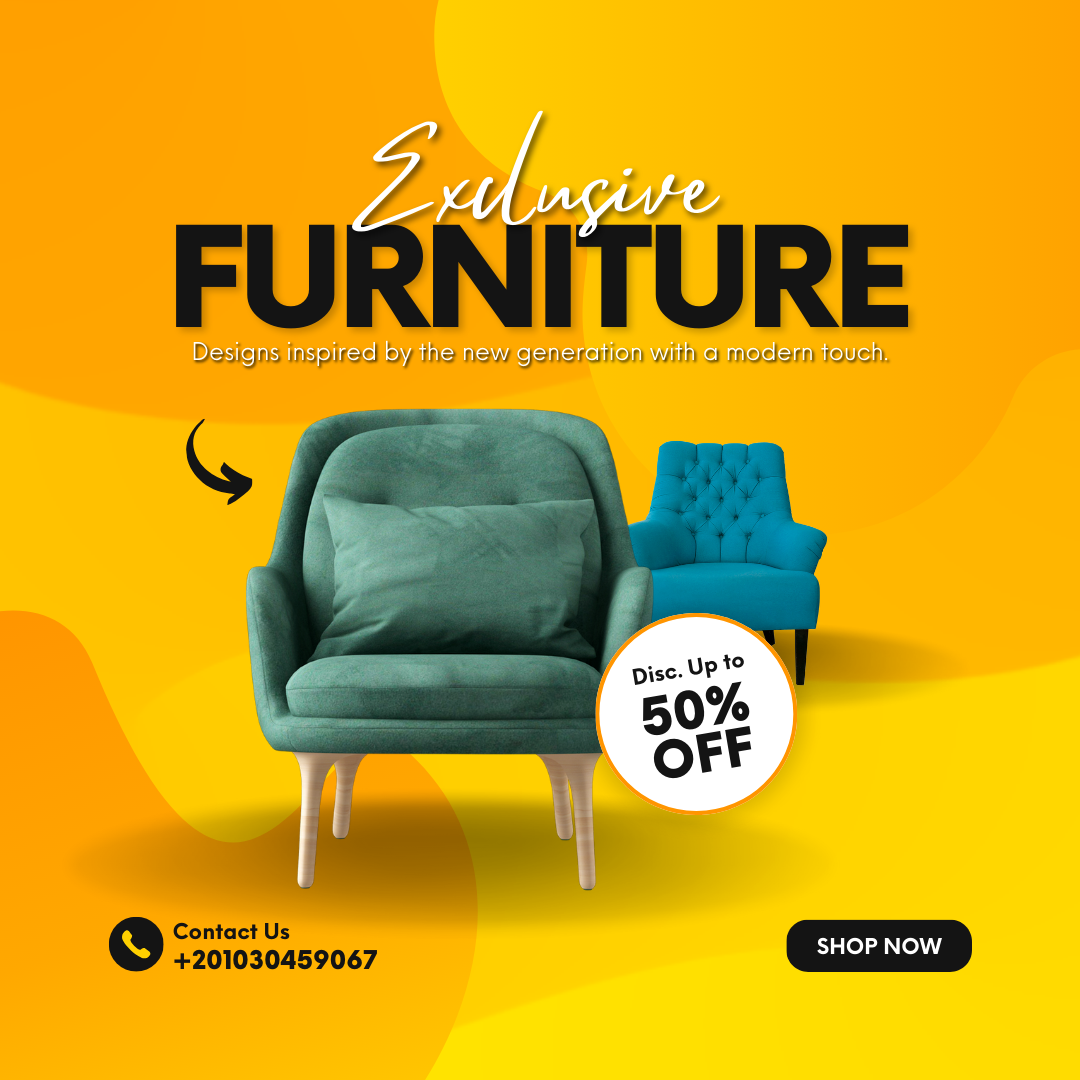 Exclusive
FURNITURE
Designs inspired by the new generation with a modern touch.
Disc. Up to
50%
OFF
Contact Us
+201030459067
SHOP NOW